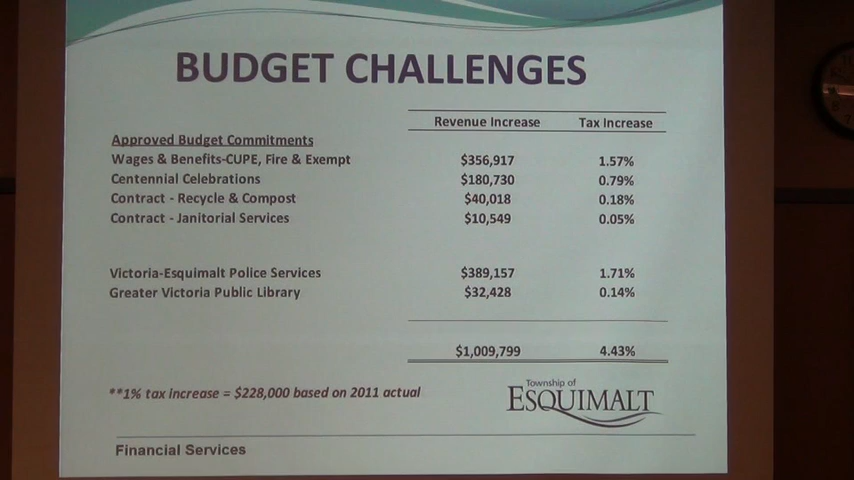 BUDGET CHALLENGES
Revenue Increase Tax Increase
Approved Budget Commitments
Wages & Benefits-CUPE, Fire & Exempt $356,917 1.57%
Centennial Celebrations $180,730 0.79%
Contract - Recycle & Compost $40,018 0.18%
Contract - Janitorial Services $10,549 0.05%
Victoria-Esquimalt Police Services $389,157 1.71%
Greater Victoria Public Library $32,428 0.14%
$1,009,799 4.43%
**1% tax increase = $228,000 based on 2011 actual
Township of
ESQUIMALT
Financial Services